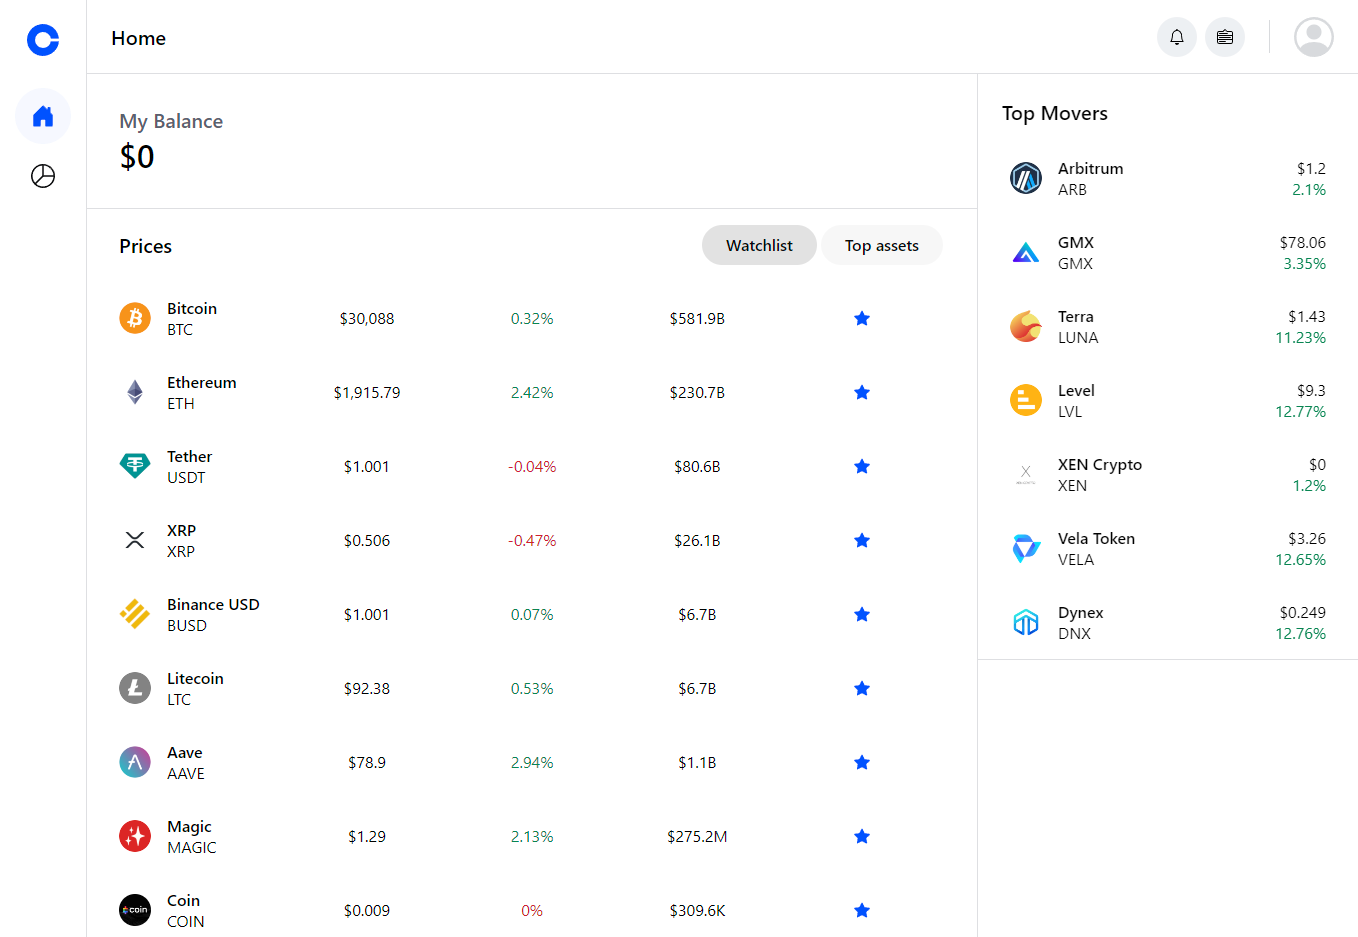 Home
My Balance
$0
Prices
Watchlist
Top assets
Bitcoin
BTC
$30,088
0.32%
$581.9B
Ethereum
ETH
$1,915.79
2.42%
$230.7B
Tether
USDT
$1.001
-0.04%
$80.6B
XRP
XRP
$0.506
-0.47%
$26.1B
Binance USD
BUSD
$1.001
0.07%
$6.7B
Litecoin
LTC
$92.38
0.53%
$6.7B
Aave
AAVE
$78.9
2.94%
$1.1B
Magic
MAGIC
$1.29
2.13%
$275.2M
coin
Coin
COIN
$0.009
0%
$309.6K
Top Movers
Arbitrum
ARB
$1.2
2.1%
GMX
GMX
$78.06
3.35%
Terra
LUNA
$1.43
11.23%
Level
LVL
$9.3
12.77%
XEN Crypto
XEN
$0
1.2%
Vela Token
VELA
$3.26
12.65%
Dynex
DNX
$0.249
12.76%